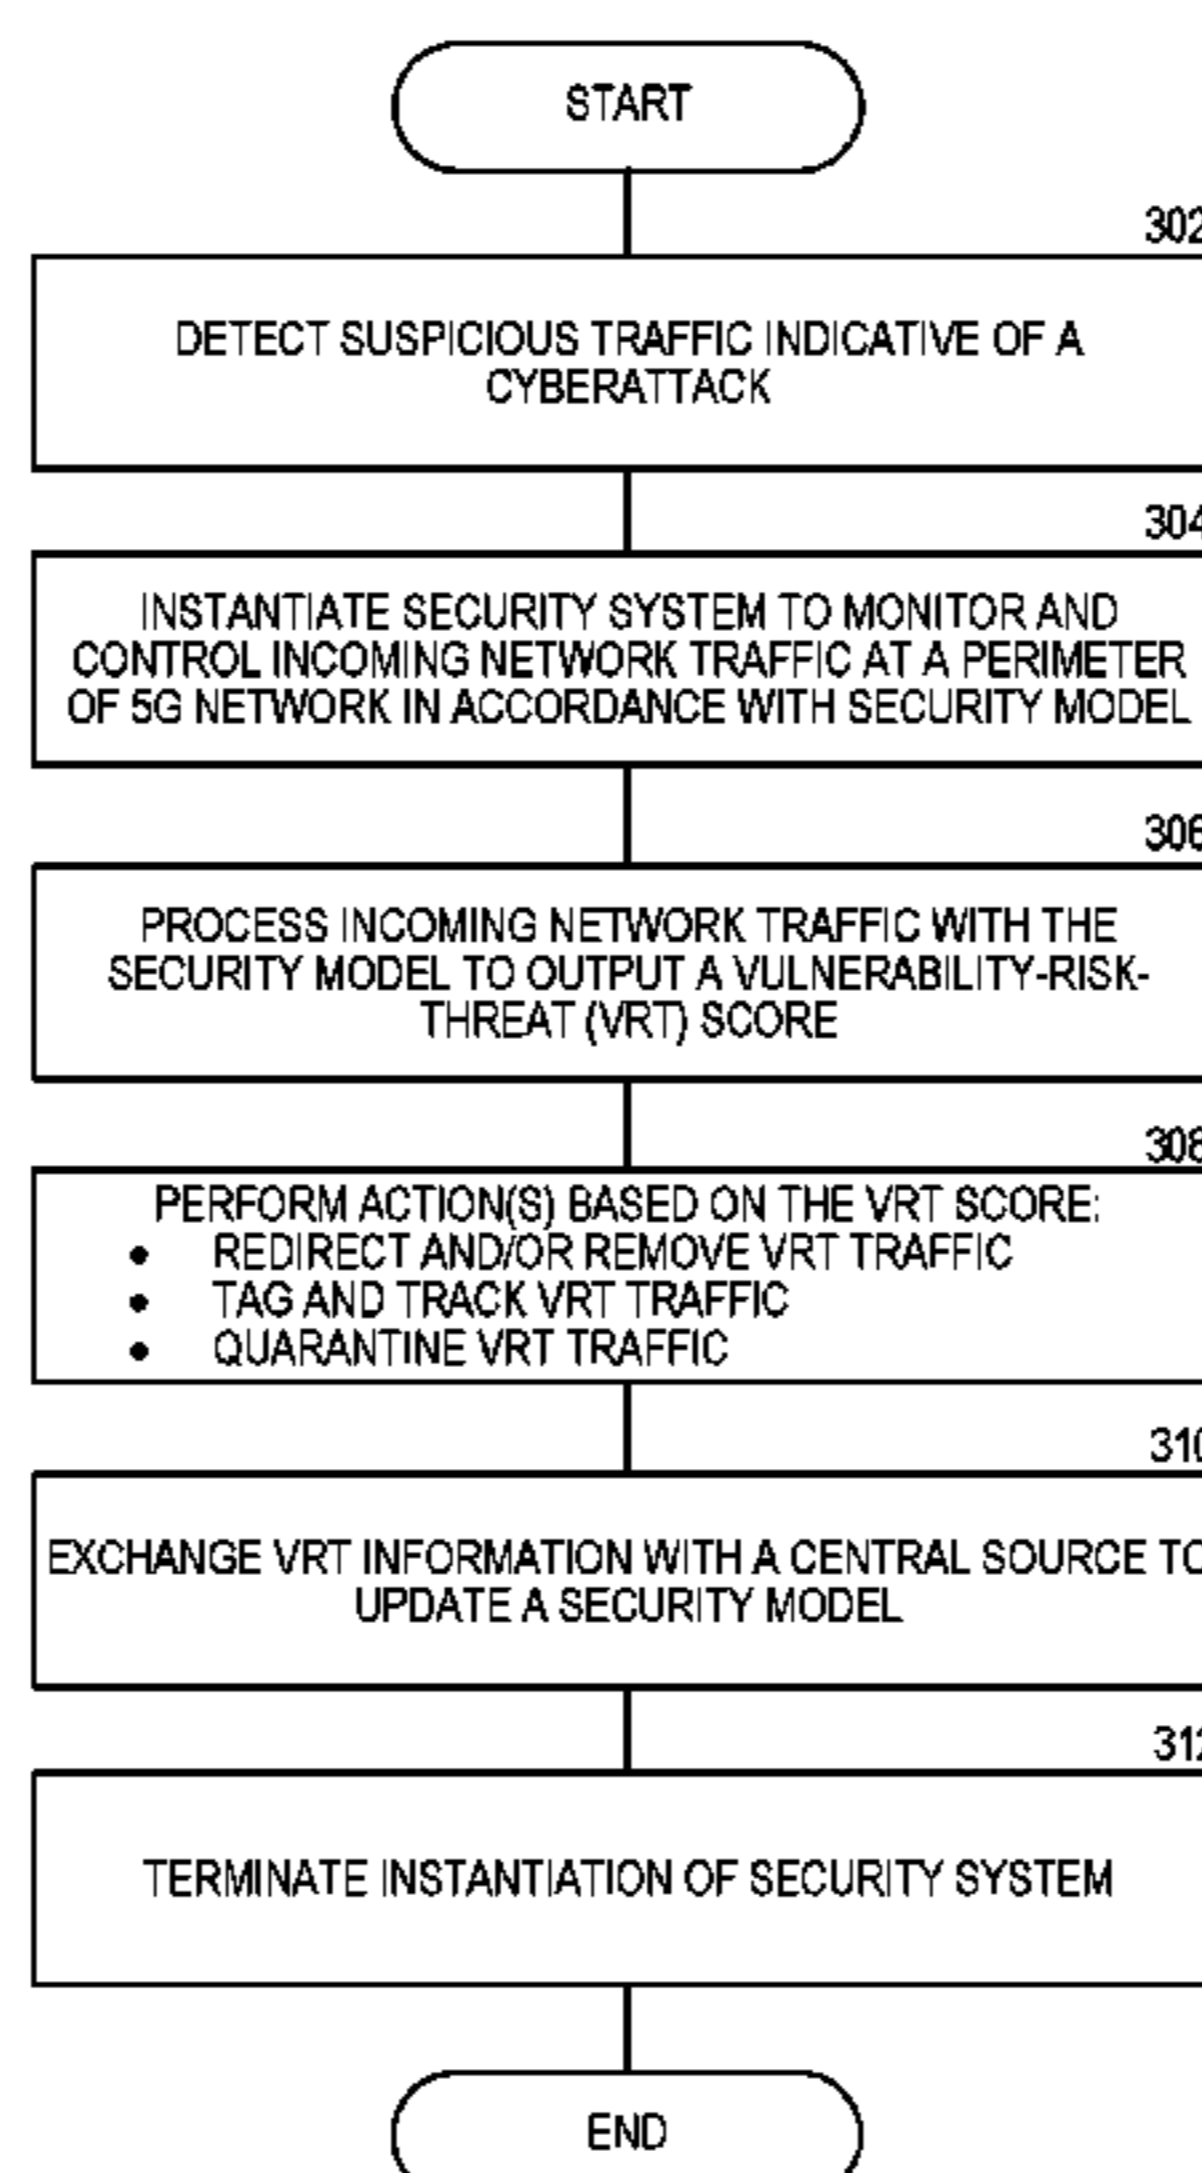 START
302
DETECT SUSPICIOUS TRAFFIC INDICATIVE OF A
CYBERATTACK
304
INSTANTIATE SECURITY SYSTEM TO MONITOR AND
CONTROL INCOMING NETWORK TRAFFIC AT A PERIMETER
OF 5G NETWORK IN ACCORDANCE WITH SECURITY MODEL
306
PROCESS INCOMING NETWORK TRAFFIC WITH THE
SECURITY MODEL TO OUTPUT A VULNERABILITY-RISK-
THREAT (VRT) SCORE
308
PERFORM ACTION(S) BASED ON THE VRT SCORE:
● REDIRECT AND/OR REMOVE VRT TRAFFIC
● TAG AND TRACK VRT TRAFFIC
● QUARANTINE VRT TRAFFIC
310
EXCHANGE VRT INFORMATION WITH A CENTRAL SOURCE TO
UPDATE A SECURITY MODEL
312
TERMINATE INSTANTIATION OF SECURITY SYSTEM
END